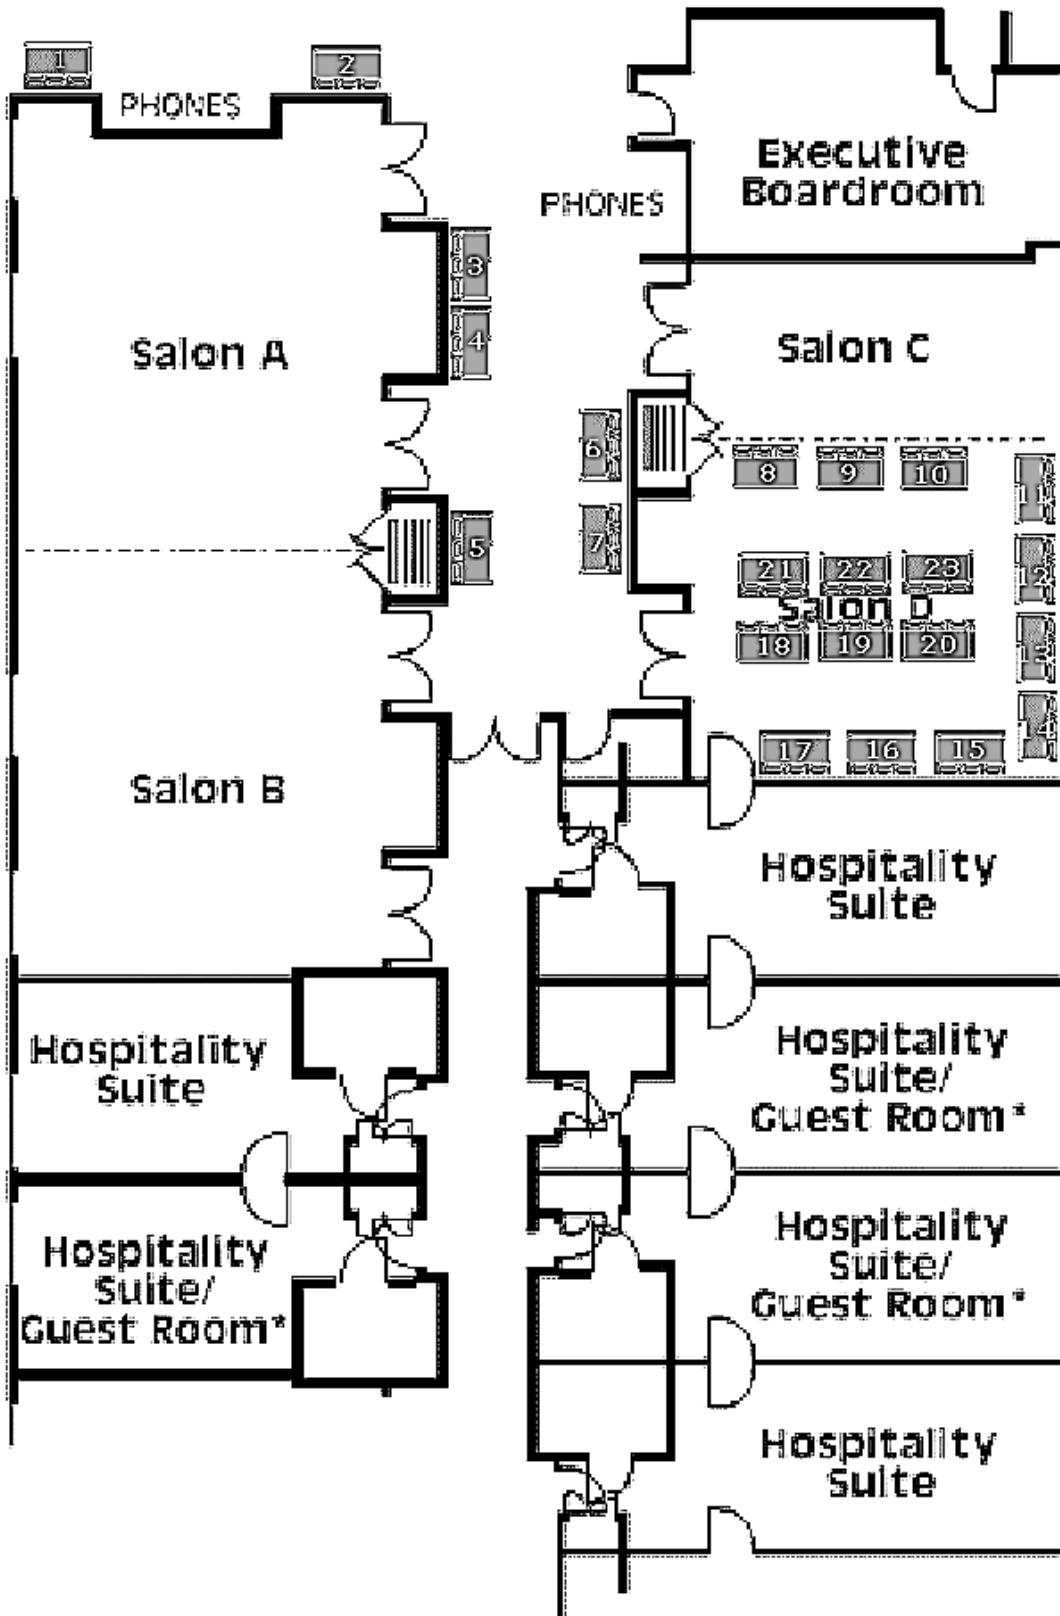 1
2
PHONES
Executive
Boardroom
PHONES
3
4
Salon A
Salon C
6
8
9
10
11
5
7
21
22
23
12
Salon D
18
19
20
13
14
17
16
15
Salon B
Hospitality
Suite
Hospitality
Suite
Hospitality
Suite/
Guest Room*
Hospitality
Suite/
Guest Room*
Hospitality
Suite/
Guest Room*
Hospitality
Suite